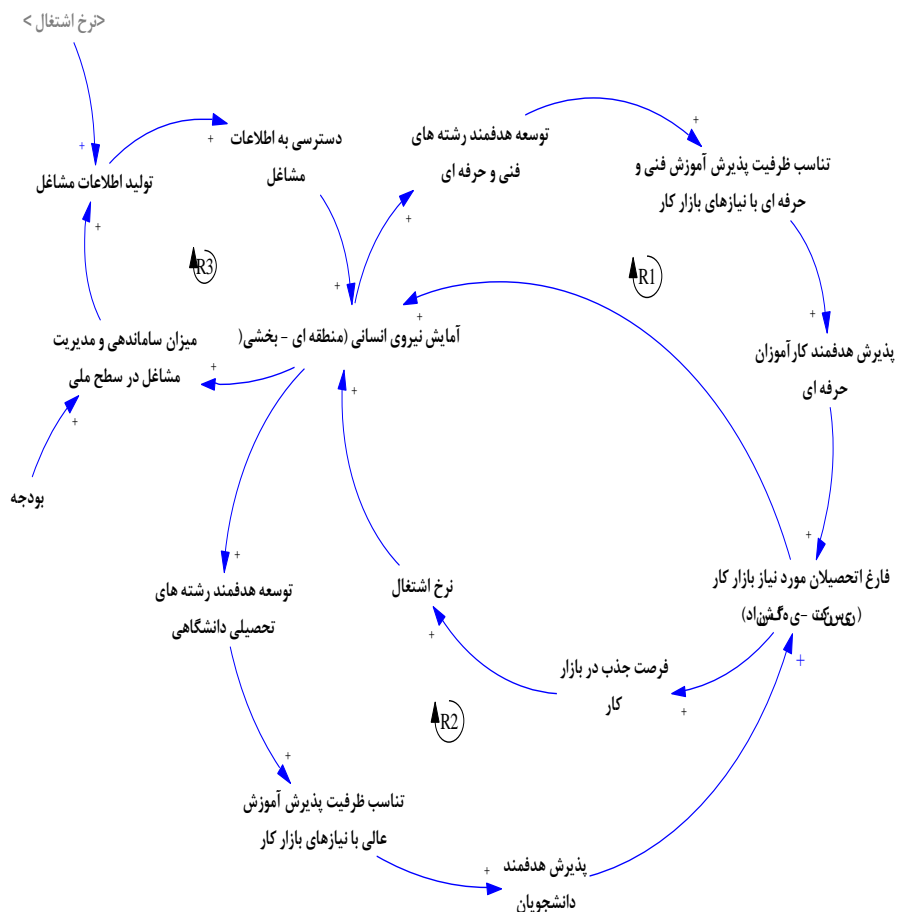 <نرخ اشتغال >
دسترسی به اطلاعات
مشاغل
توسعه هدفمند رشته های
فنی و حرفه ای
تناسب ظرفیت پذیرش آموزش فنی و
حرفه ای با نیازهای بازار کار
تولید اطلاعات مشاغل
R3
R1
میزان ساماندهی و مدیریت
مشاغل در سطح ملی
آمایش نیروی انسانی (منطقه ای - بخشی(
پذیرش هدفمند کارآموزان
حرفه ای
بودجه
توسعه هدفمند رشته های
تحصیلی دانشگاهی
نرخ اشتغال
فارغ اتحصیلان مورد نیاز بازار کار
فرصت جذب در بازار
کار
R2
تناسب ظرفیت پذیرش آموزش
عالی با نیازهای بازار کار
پذیرش هدفمند
دانشجویان